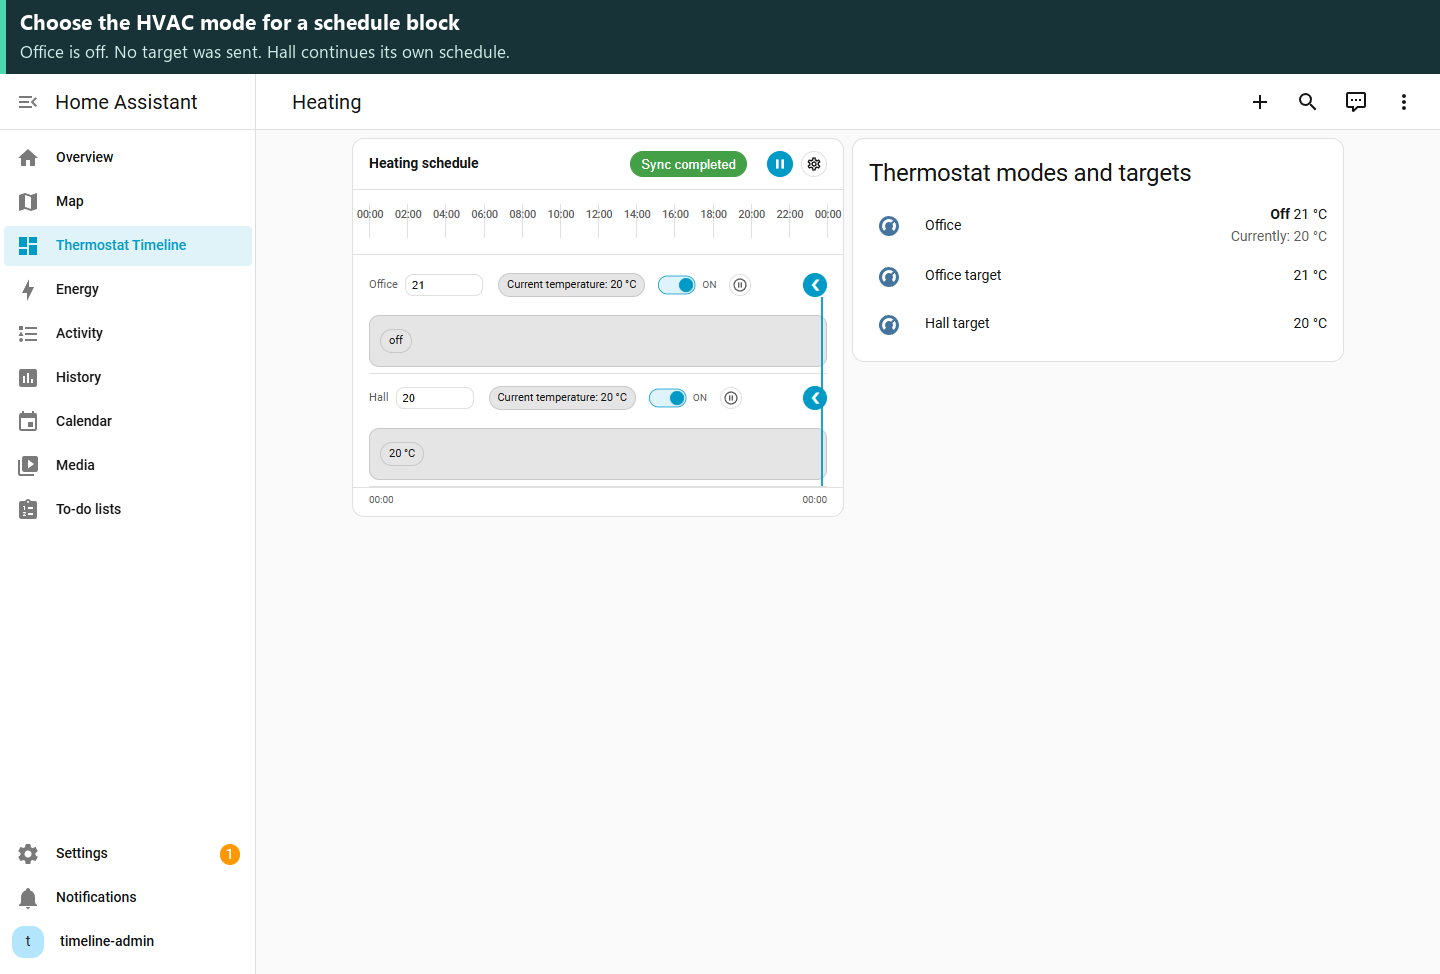 Choose the HVAC mode for a schedule block
Office is off. No target was sent. Hall continues its own schedule.
Home Assistant
Heating
Overview
Map
Thermostat Timeline
Energy
Activity
History
Calendar
Media
To-do lists
Settings
1
Notifications
t
timeline-admin
Heating schedule
Sync completed
00:00 02:00 04:00 06:00 08:00 10:00 12:00 14:00 16:00 18:00 20:00 22:00 00:00
Office 21 Current temperature: 20 °C ON
off
Hall 20 Current temperature: 20 °C ON
20 °C
00:00 00:00
Thermostat modes and targets
Office Off 21 °C
Currently: 20 °C
Office target 21 °C
Hall target 20 °C